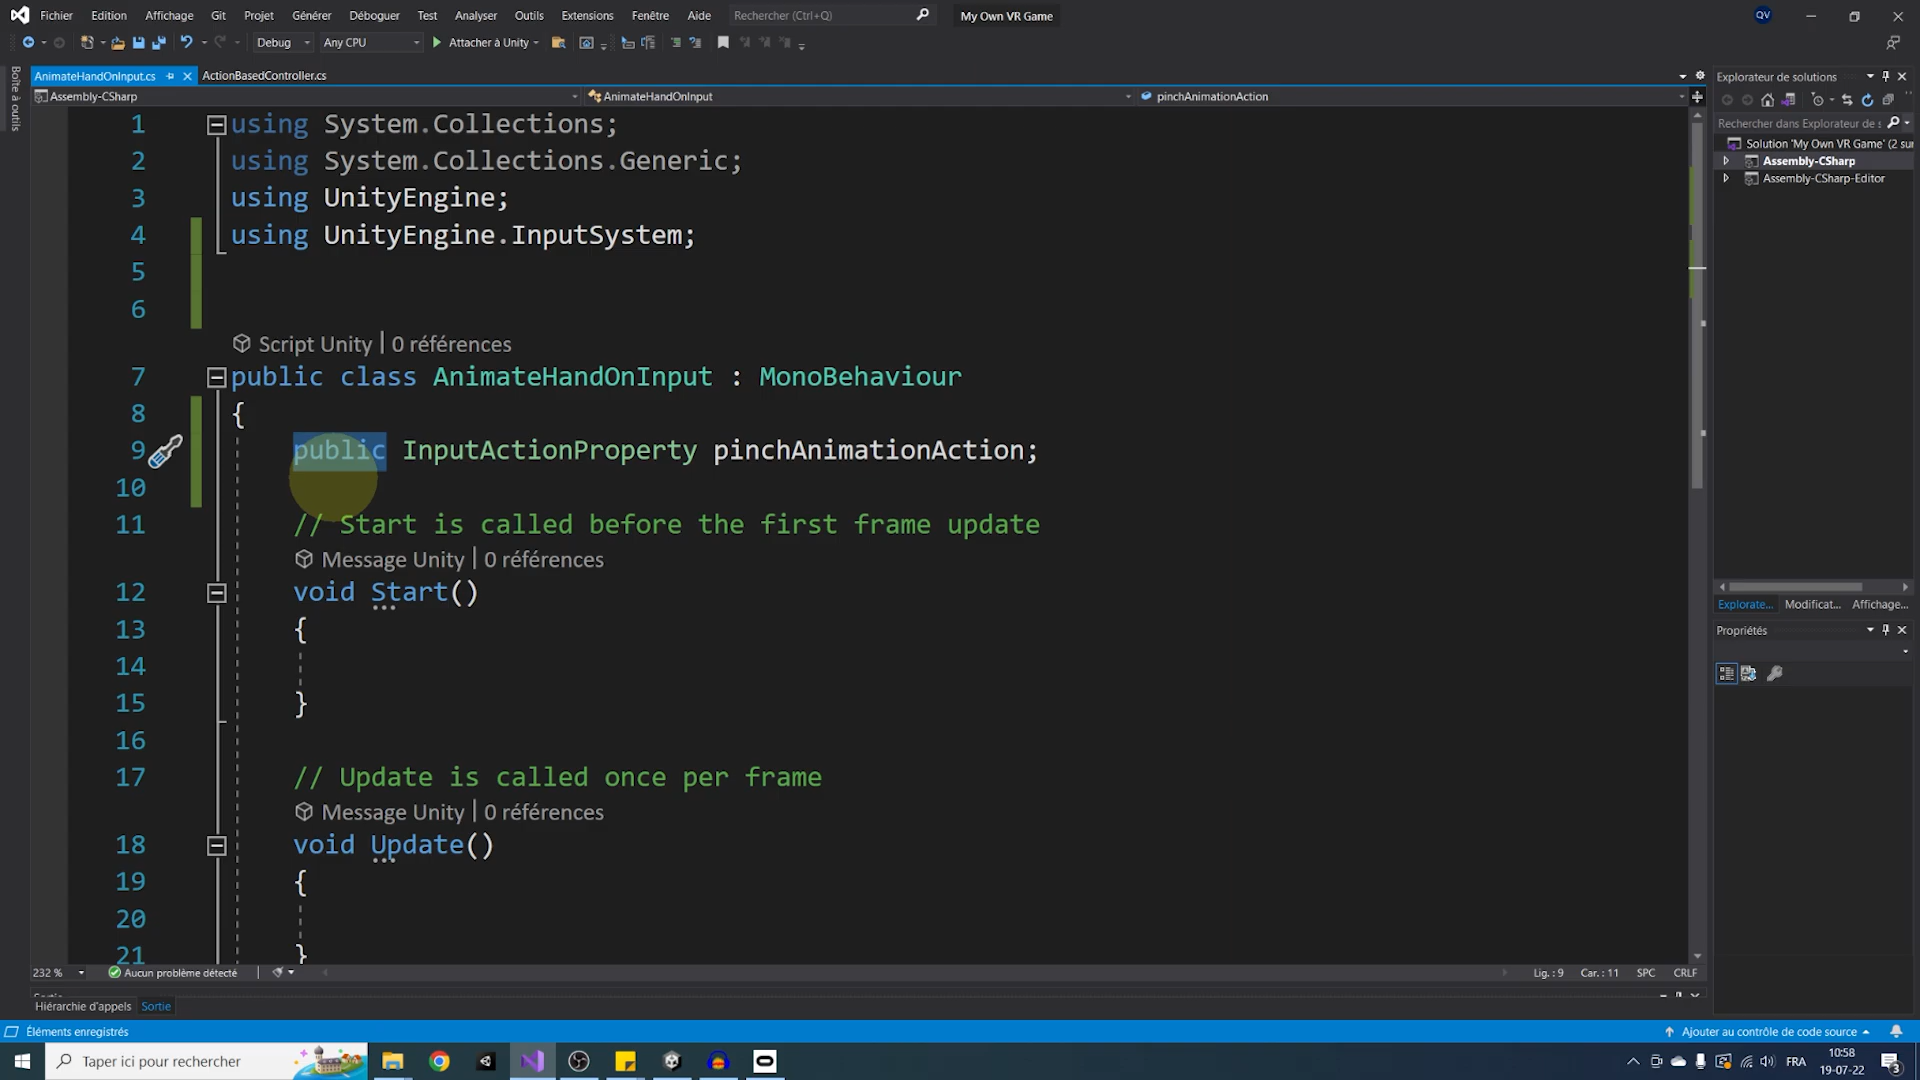 Fichier Edition Affichage Git Projet Générer Déboguer Test Analyser Outils Extensions Fenêtre Aide Rechercher (Ctrl+Q) My Own VR Game QV
Debug Any CPU Attacher à Unity
Boîte à outils
AnimateHandOnInput.cs ActionBasedController.cs
Assembly-CSharp AnimateHandOnInput pinchAnimationAction
1 using System.Collections;
2 using System.Collections.Generic;
3 using UnityEngine;
4 using UnityEngine.InputSystem;
5
6
Script Unity | 0 références
7 public class AnimateHandOnInput : MonoBehaviour
8 {
9 public InputActionProperty pinchAnimationAction;
10
11 // Start is called before the first frame update
Message Unity | 0 références
12 void Start()
13 {
14
15 }
16
17 // Update is called once per frame
Message Unity | 0 références
18 void Update()
19 {
20
21 }
232 % Aucun problème détecté Lig. : 9 Car. : 11 SPC CRLF
Hiérarchie d'appels Sortie
Explorateur de solutions
Rechercher dans Explorateur de s
Solution 'My Own VR Game' (2 sur
Assembly-CSharp
Assembly-CSharp-Editor
Explorate... Modificat... Affichage...
Propriétés
Éléments enregistrés Ajouter au contrôle de code source
Taper ici pour rechercher FRA 10:58
19-07-22 3